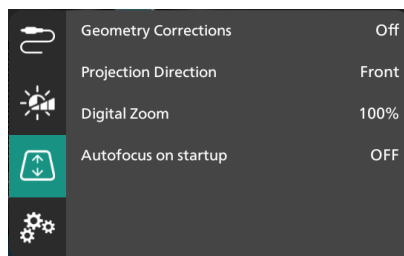 Geometry Corrections Off
Projection Direction Front
Digital Zoom 100%
Autofocus on startup OFF